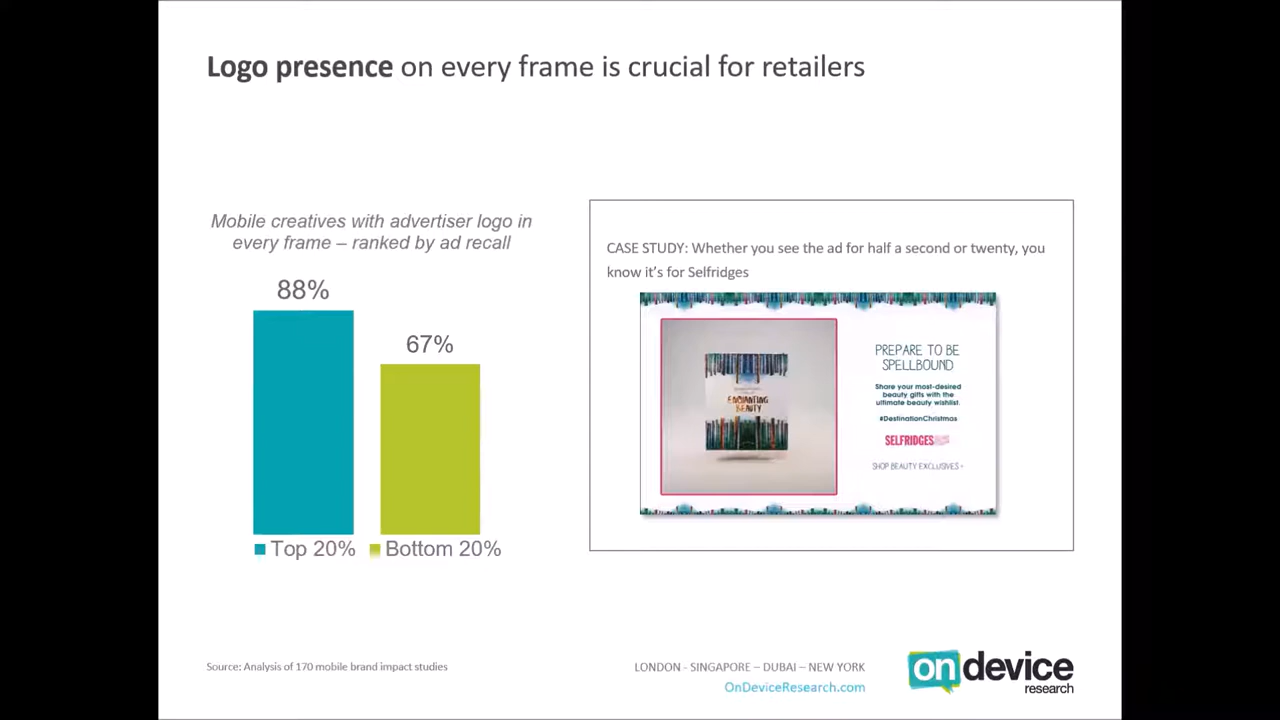 Logo presence on every frame is crucial for retailers
Mobile creatives with advertiser logo in
every frame – ranked by ad recall
88%
67%
Top 20%
Bottom 20%
CASE STUDY: Whether you see the ad for half a second or twenty, you
know it's for Selfridges
ENCHANTING
BEAUTY
PREPARE TO BE
SPELLBOUND
Share your most-desired
beauty gifts with the
ultimate beauty wishlist.
#DestinationChristmas
SELFRIDGES
SHOP BEAUTY EXCLUSIVES >
Source: Analysis of 170 mobile brand impact studies
LONDON - SINGAPORE – DUBAI – NEW YORK
OnDeviceResearch.com
on device
research